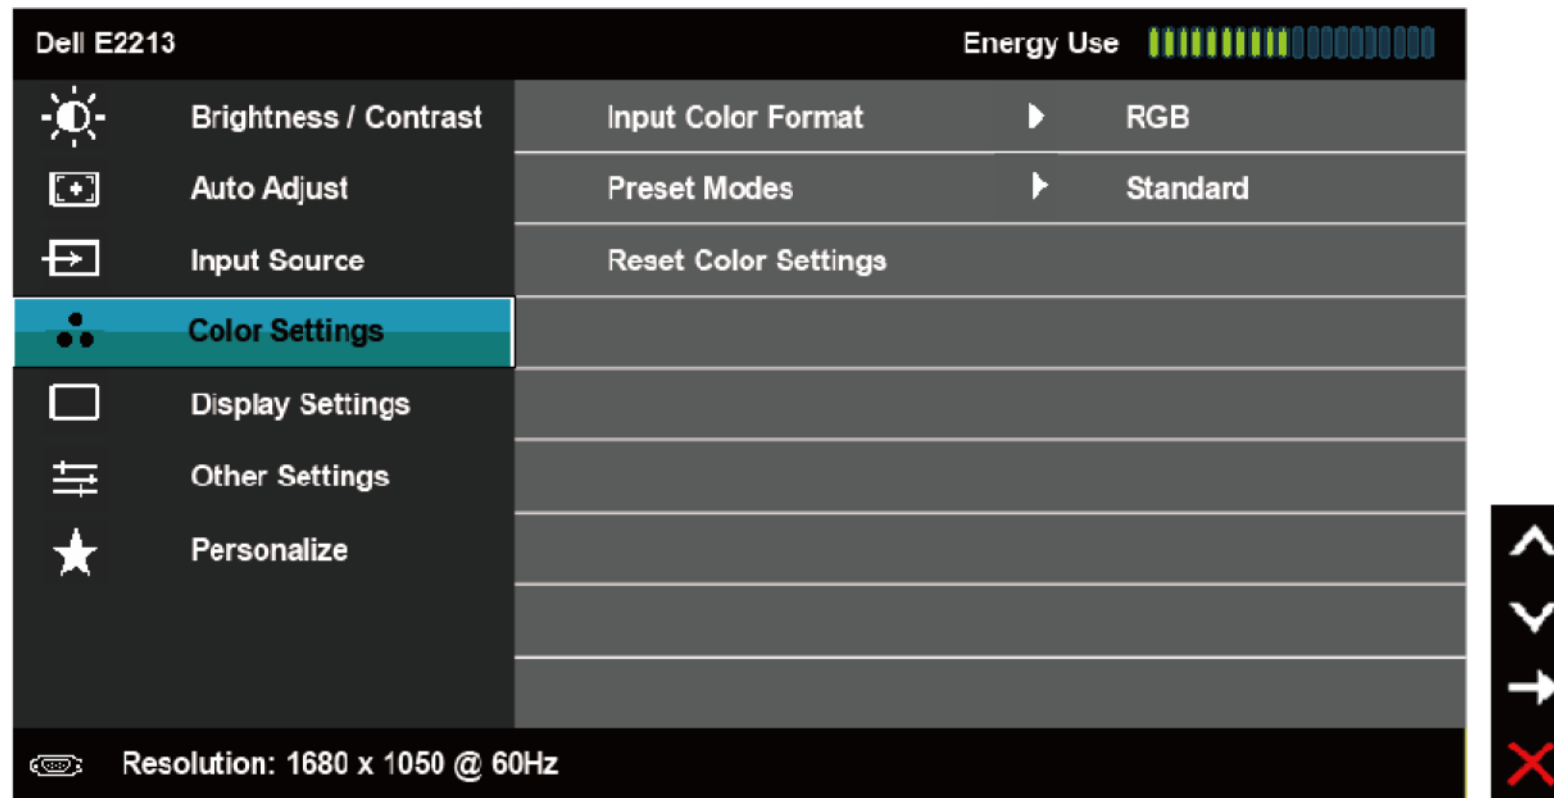 Dell E2213 Energy Use
Brightness / Contrast Input Color Format RGB
Auto Adjust Preset Modes Standard
Input Source Reset Color Settings
Color Settings
Display Settings
Other Settings
Personalize
Resolution: 1680 x 1050 @ 60Hz